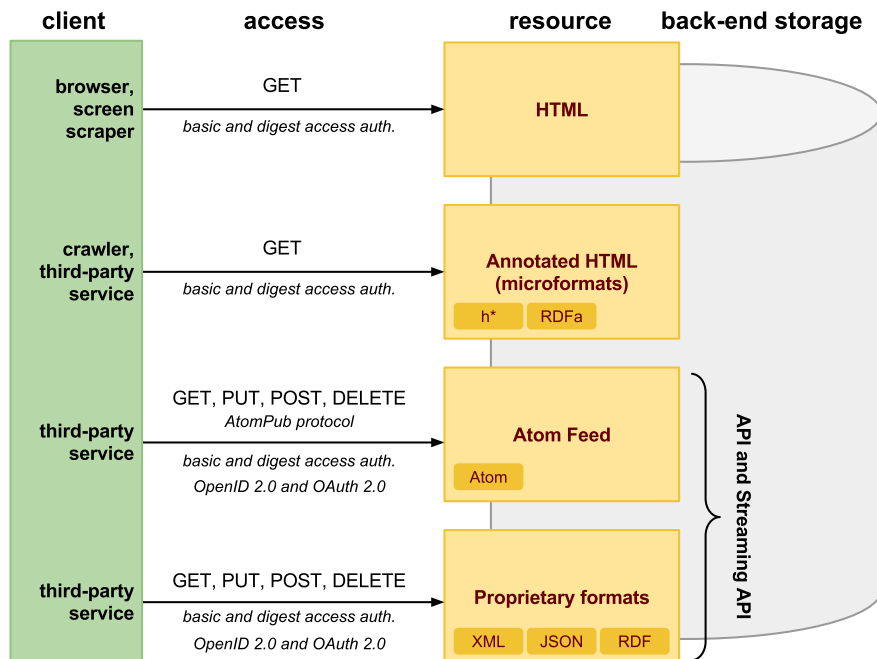 client access resource back-end storage
browser,
screen
scraper
GET
basic and digest access auth.
HTML
crawler,
third-party
service
GET
basic and digest access auth.
Annotated HTML
(microformats)
h* RDFa
third-party
service
GET, PUT, POST, DELETE
AtomPub protocol
basic and digest access auth.
OpenID 2.0 and OAuth 2.0
Atom Feed
Atom
third-party
service
GET, PUT, POST, DELETE
basic and digest access auth.
OpenID 2.0 and OAuth 2.0
Proprietary formats
XML JSON RDF
API and Streaming API